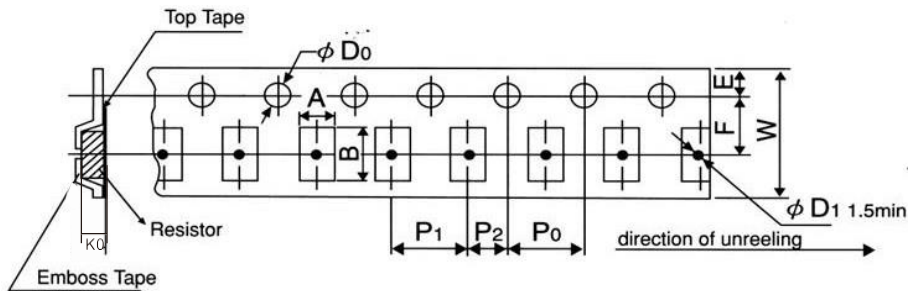 Top Tape
φ D0
A
B
E
F
W
K0
Resistor
Emboss Tape
P1
P2
P0
φ D1 1.5min
direction of unreeling